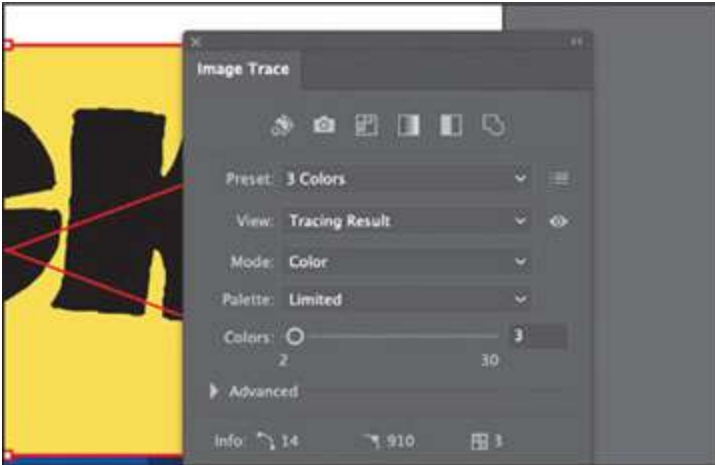 CK
Image Trace
Preset: 3 Colors
View: Tracing Result
Mode: Color
Palette: Limited
Colors: 3
2 30
Advanced
Info: 14 910 3